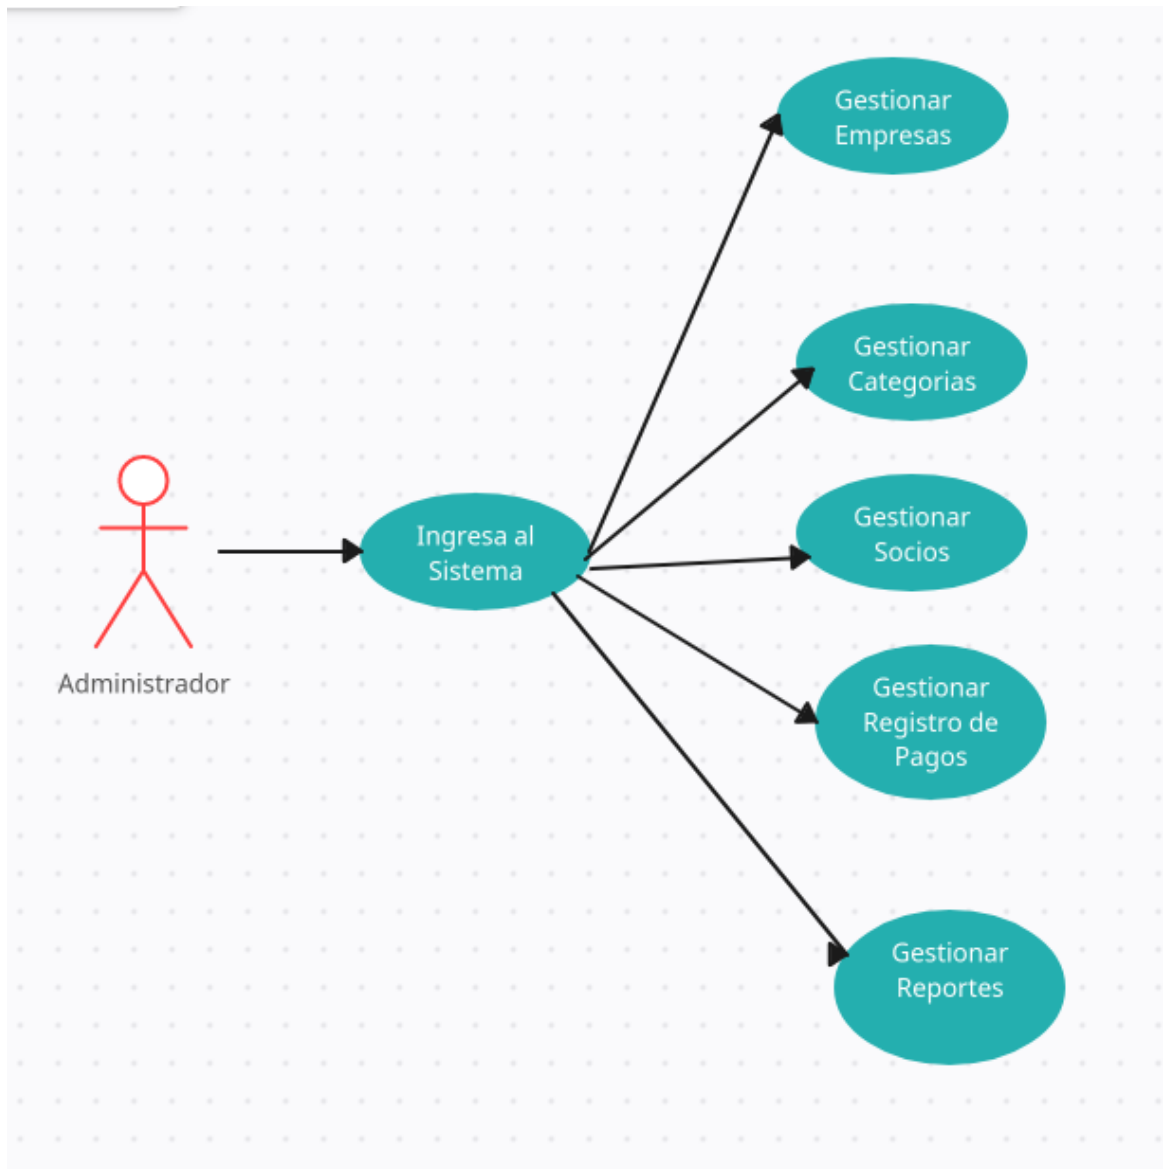 Gestionar
Empresas
Gestionar
Categorias
Gestionar
Socios
Ingresa al
Sistema
Administrador
Gestionar
Registro de
Pagos
Gestionar
Reportes